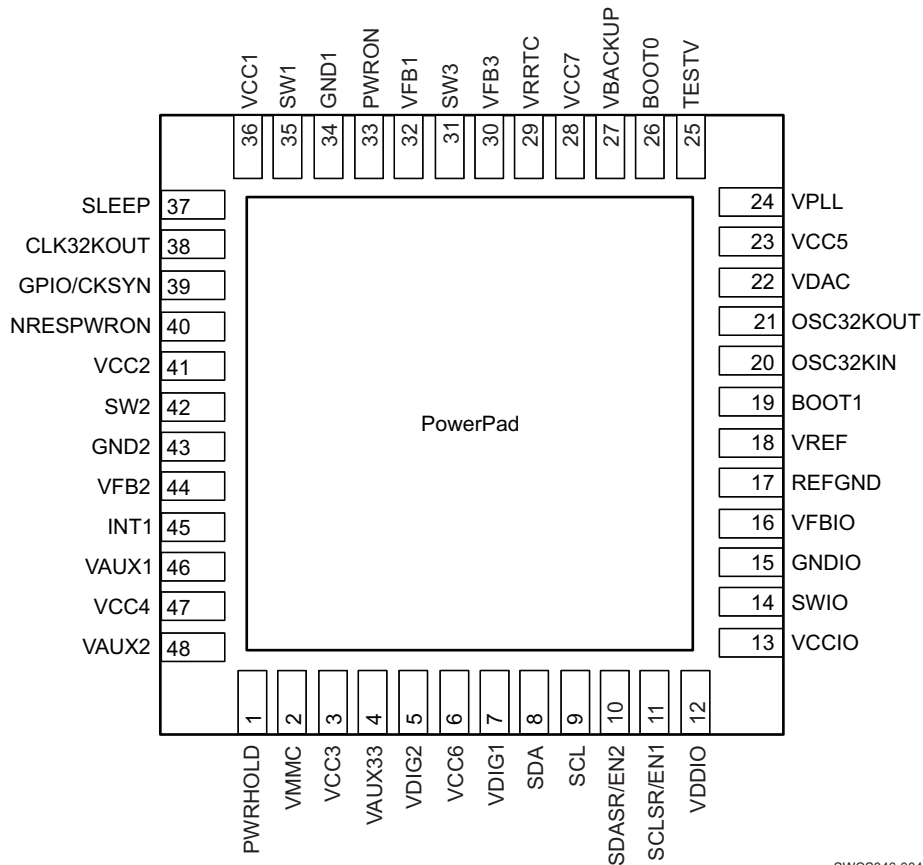 VCC1
SW1
GND1
PWRON
VFB1
SW3
VFB3
VRRTC
VCC7
VBACKUP
BOOT0
TESTV
36
35
34
33
32
31
30
29
28
27
26
25
SLEEP 37
CLK32KOUT 38
GPIO/CKSYN 39
NRESPWRON 40
VCC2 41
SW2 42
GND2 43
VFB2 44
INT1 45
VAUX1 46
VCC4 47
VAUX2 48
PowerPad
24 VPLL
23 VCC5
22 VDAC
21 OSC32KOUT
20 OSC32KIN
19 BOOT1
18 VREF
17 REFGND
16 VFBIO
15 GNDIO
14 SWIO
13 VCCIO
1
2
3
4
5
6
7
8
9
10
11
12
PWRHOLD
VMMC
VCC3
VAUX33
VDIG2
VCC6
VDIG1
SDA
SCL
SDASR/EN2
SCLSR/EN1
VDDIO